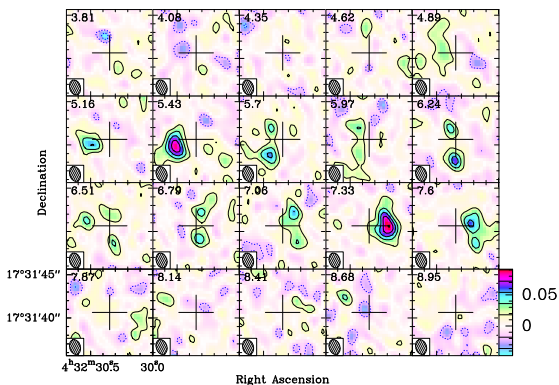 3.81 4.08 4.35 4.62 4.89
5.16 5.43 5.7 5.97 6.24
6.51 6.79 7.06 7.33 7.6
7.87 8.14 8.41 8.68 8.95
Declination
17°31'45"
17°31'40"
0.05
0
4ʰ32ᵐ30ˢ.5 30ˢ.0
Right Ascension